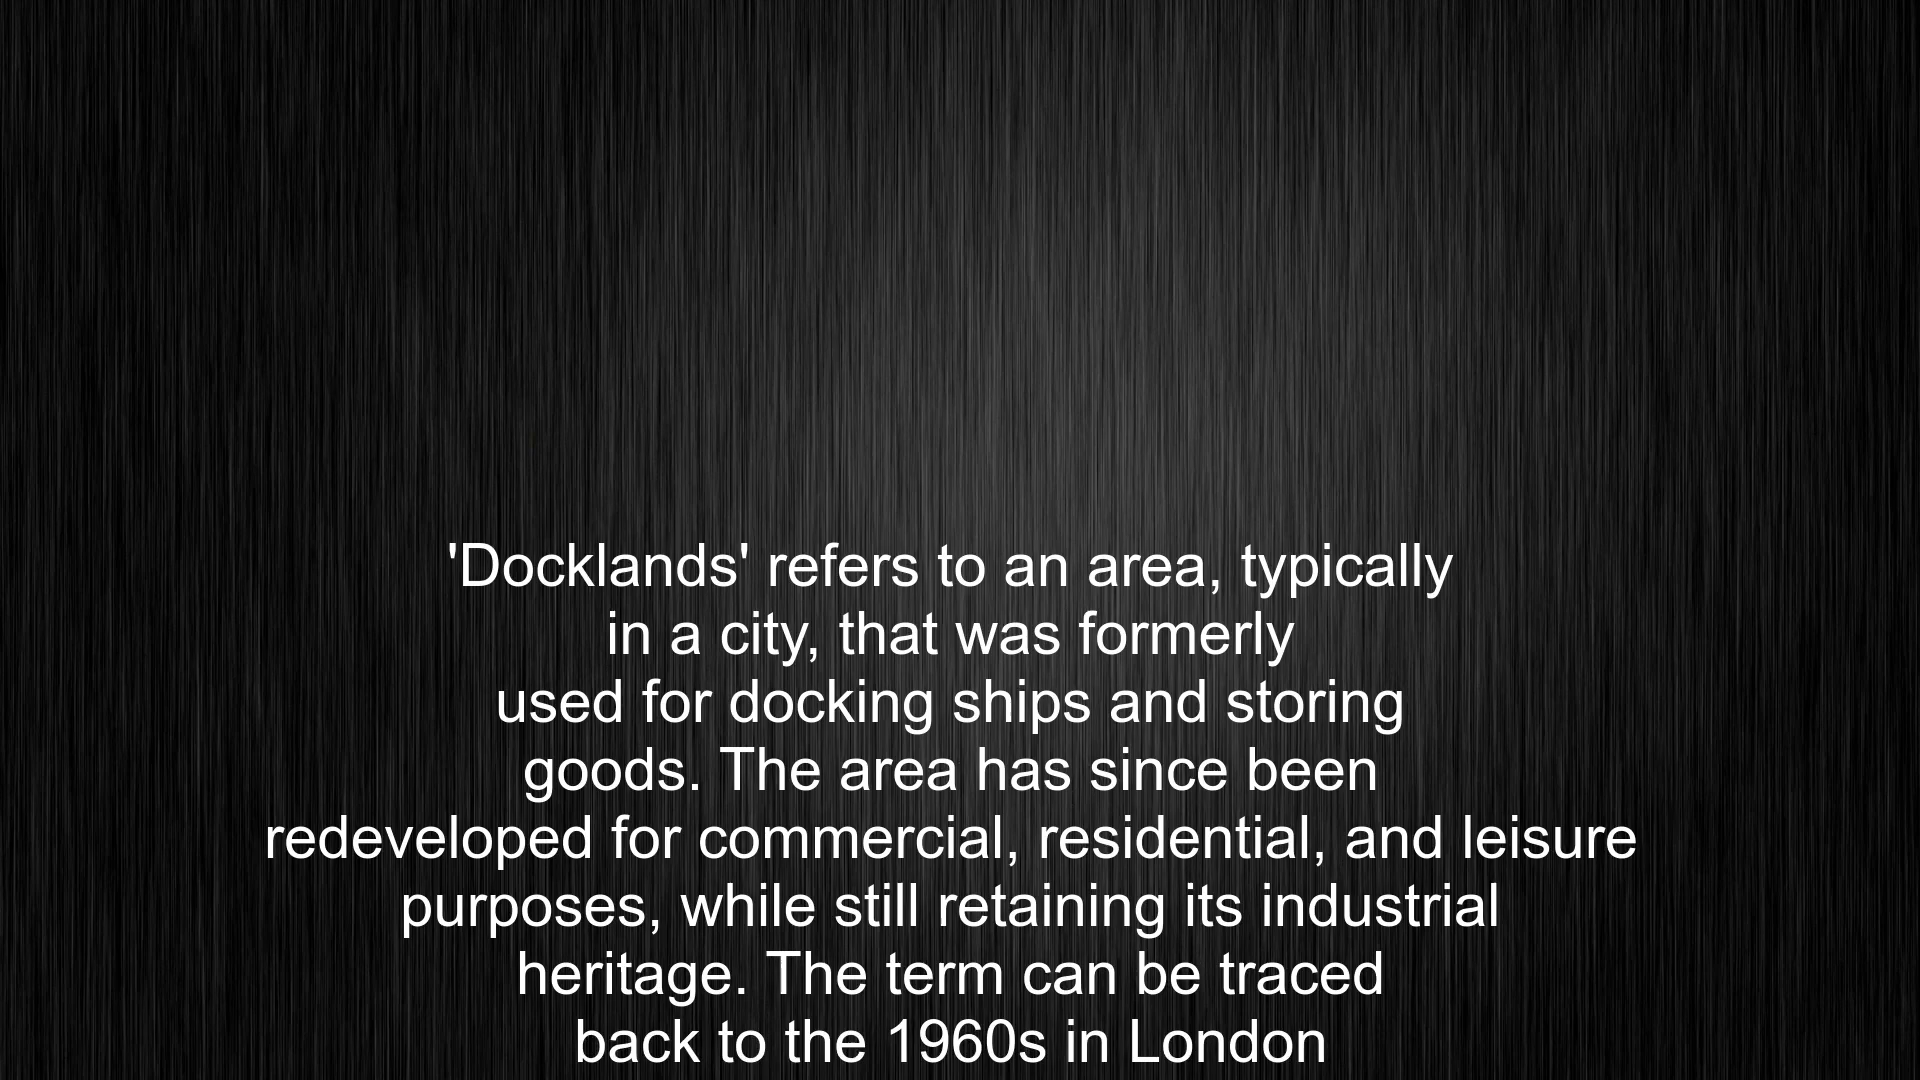 'Docklands' refers to an area, typically
in a city, that was formerly
used for docking ships and storing
goods. The area has since been
redeveloped for commercial, residential, and leisure
purposes, while still retaining its industrial
heritage. The term can be traced
back to the 1960s in London